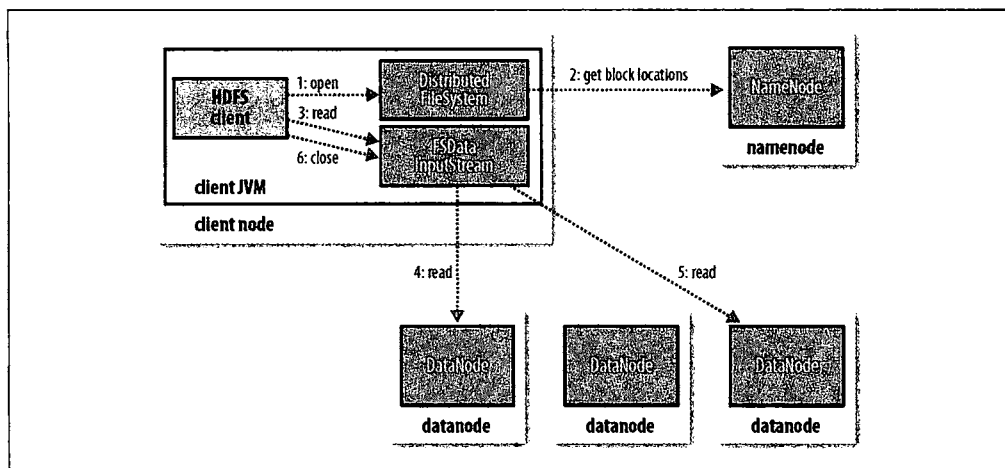 1: open
Distributed
FileSystem
2: get block locations
NameNode
HDFS
client
3: read
6: close
FSData
InputStream
namenode
client JVM
client node
4: read
5: read
DataNode
DataNode
DataNode
datanode
datanode
datanode